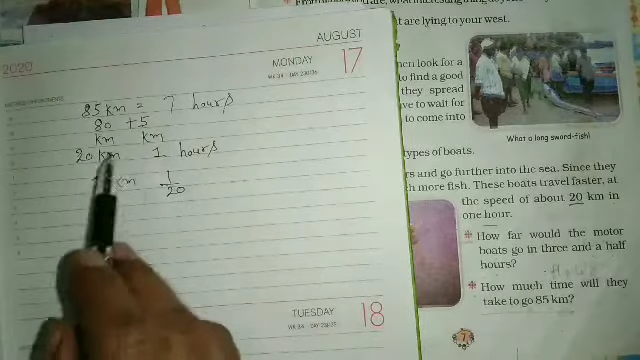 2020
AUGUST
MONDAY
17
85 km = 7 hours
80 + 5
km km
20 km 1 hours
km 1/20
TUESDAY
18
at are lying to your west.
hen look for a
to find a good
they spread
ve to wait for
to come into
What a long sword-fish!
types of boats.
rs and go further into the sea. Since they
h more fish. These boats travel faster, at
the speed of about 20 km in
one hour.
How far would the motor
boats go in three and a half
hours?
How much time will they
take to go 85 km?
7